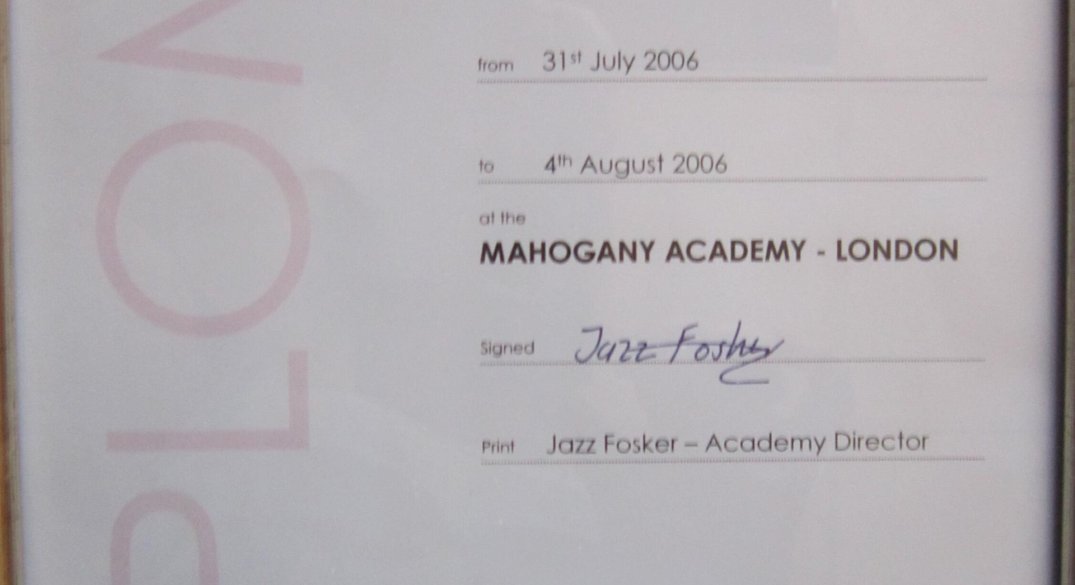 from 31st July 2006
to 4th August 2006
at the
MAHOGANY ACADEMY - LONDON
Signed Jazz Fosker
Print Jazz Fosker – Academy Director
PLOM